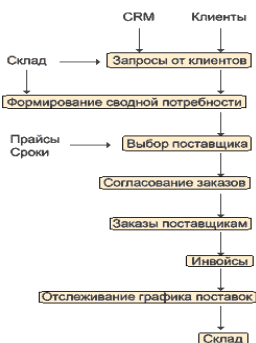 CRM Клиенты
Склад Запросы от клиентов
Формирование сводной потребности
Прайсы
Сроки
Выбор поставщика
Согласование заказов
Заказы поставщикам
Инвойсы
Отслеживание графика поставок
Склад